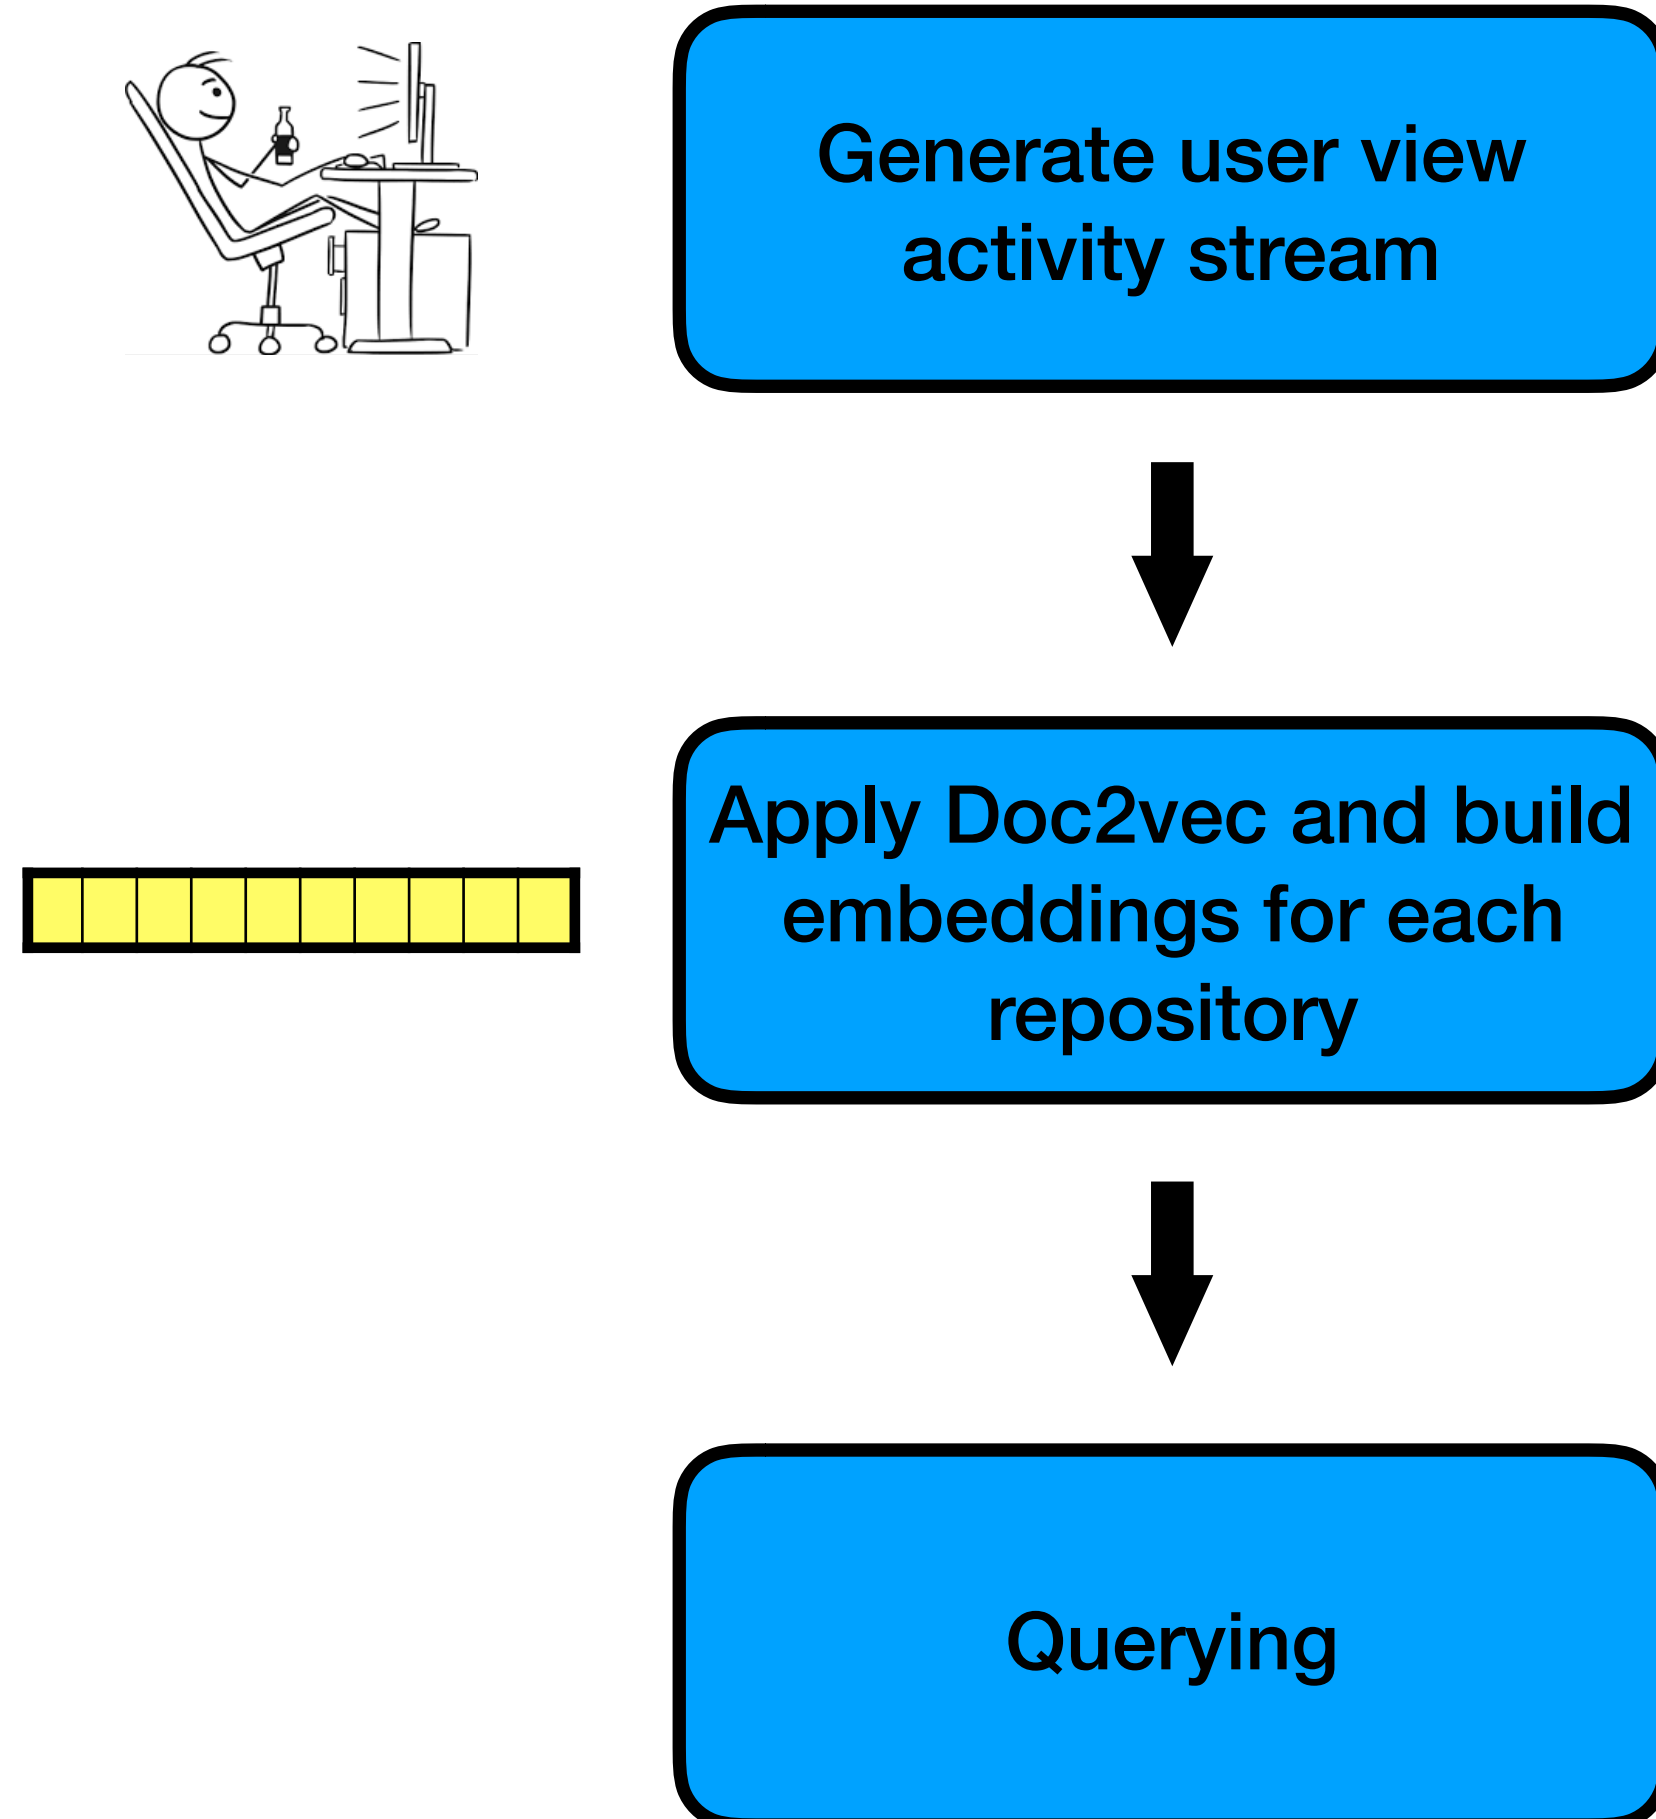 Generate user view
activity stream
Apply Doc2vec and build
embeddings for each
repository
Querying